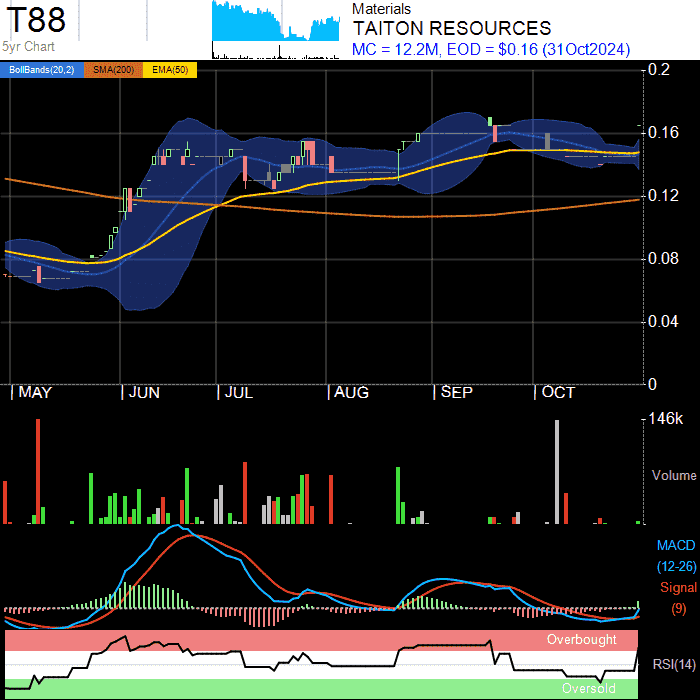 T88
5yr Chart
Materials
TAITON RESOURCES
MC = 12.2M, EOD = $0.16 (31Oct2024)
BollBands(20,2) SMA(200) EMA(50)
0.2
0.16
0.12
0.08
0.04
0
MAY JUN JUL AUG SEP OCT
146k
Volume
MACD
(12-26)
Signal
(9)
Overbought
RSI(14)
Oversold